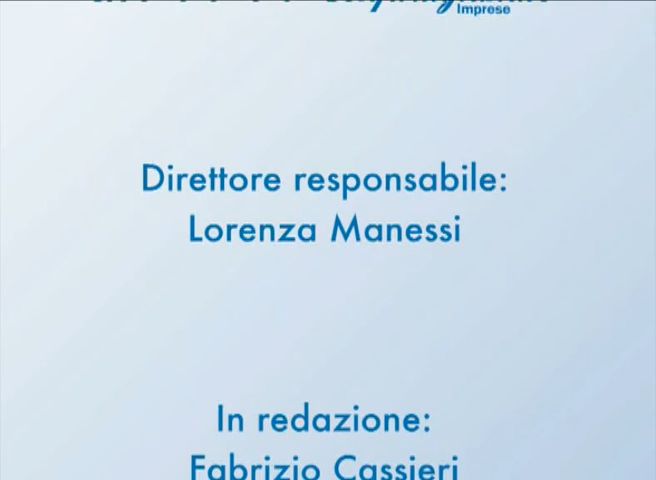 Imprese
Direttore responsabile:
Lorenza Manessi
In redazione:
Fabrizio Cassieri